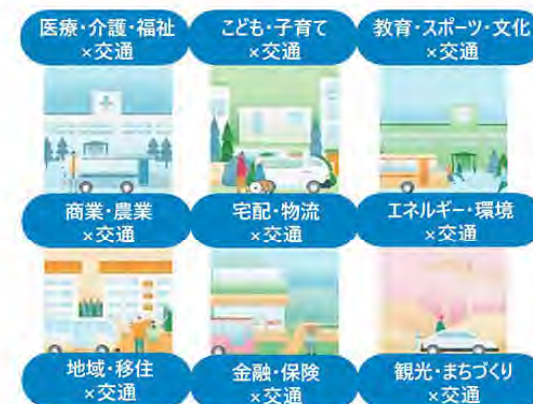 医療・介護・福祉
×交通
こども・子育て
×交通
教育・スポーツ・文化
×交通
商業・農業
×交通
宅配・物流
×交通
エネルギー・環境
×交通
地域・移住
×交通
金融・保険
×交通
観光・まちづくり
×交通